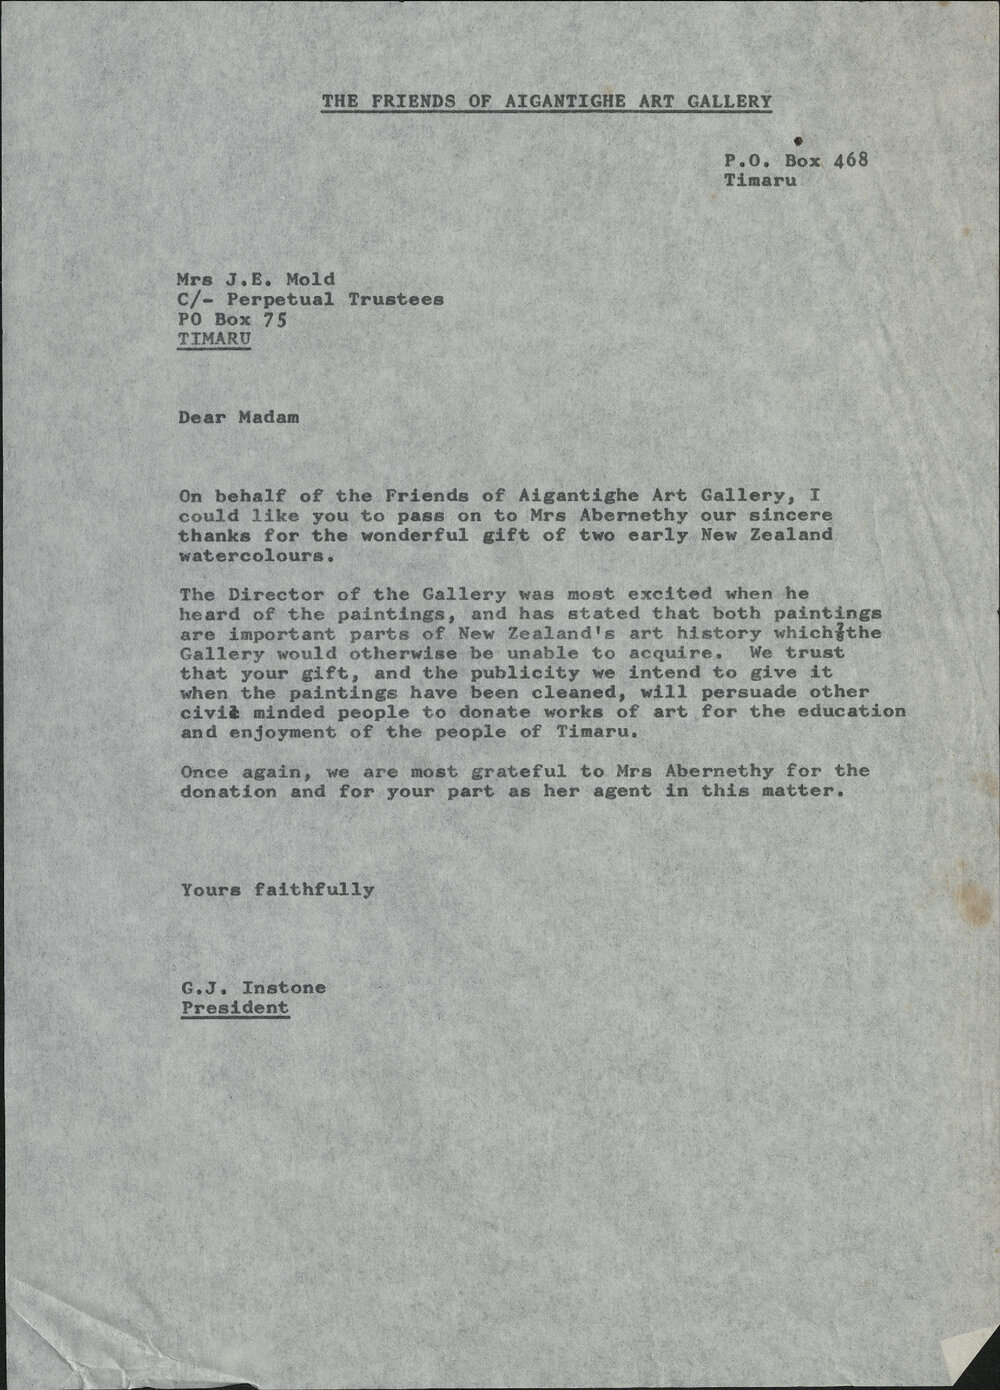 THE FRIENDS OF AIGANTIGHE ART GALLERY
P.O. Box 468
Timaru
Mrs J.E. Mold
C/- Perpetual Trustees
PO Box 75
TIMARU
Dear Madam
On behalf of the Friends of Aigantighe Art Gallery, I
could like you to pass on to Mrs Abernethy our sincere
thanks for the wonderful gift of two early New Zealand
watercolours.
The Director of the Gallery was most excited when he
heard of the paintings, and has stated that both paintings
are important parts of New Zealand's art history which the
Gallery would otherwise be unable to acquire. We trust
that your gift, and the publicity we intend to give it
when the paintings have been cleaned, will persuade other
civic minded people to donate works of art for the education
and enjoyment of the people of Timaru.
Once again, we are most grateful to Mrs Abernethy for the
donation and for your part as her agent in this matter.
Yours faithfully
G.J. Instone
President